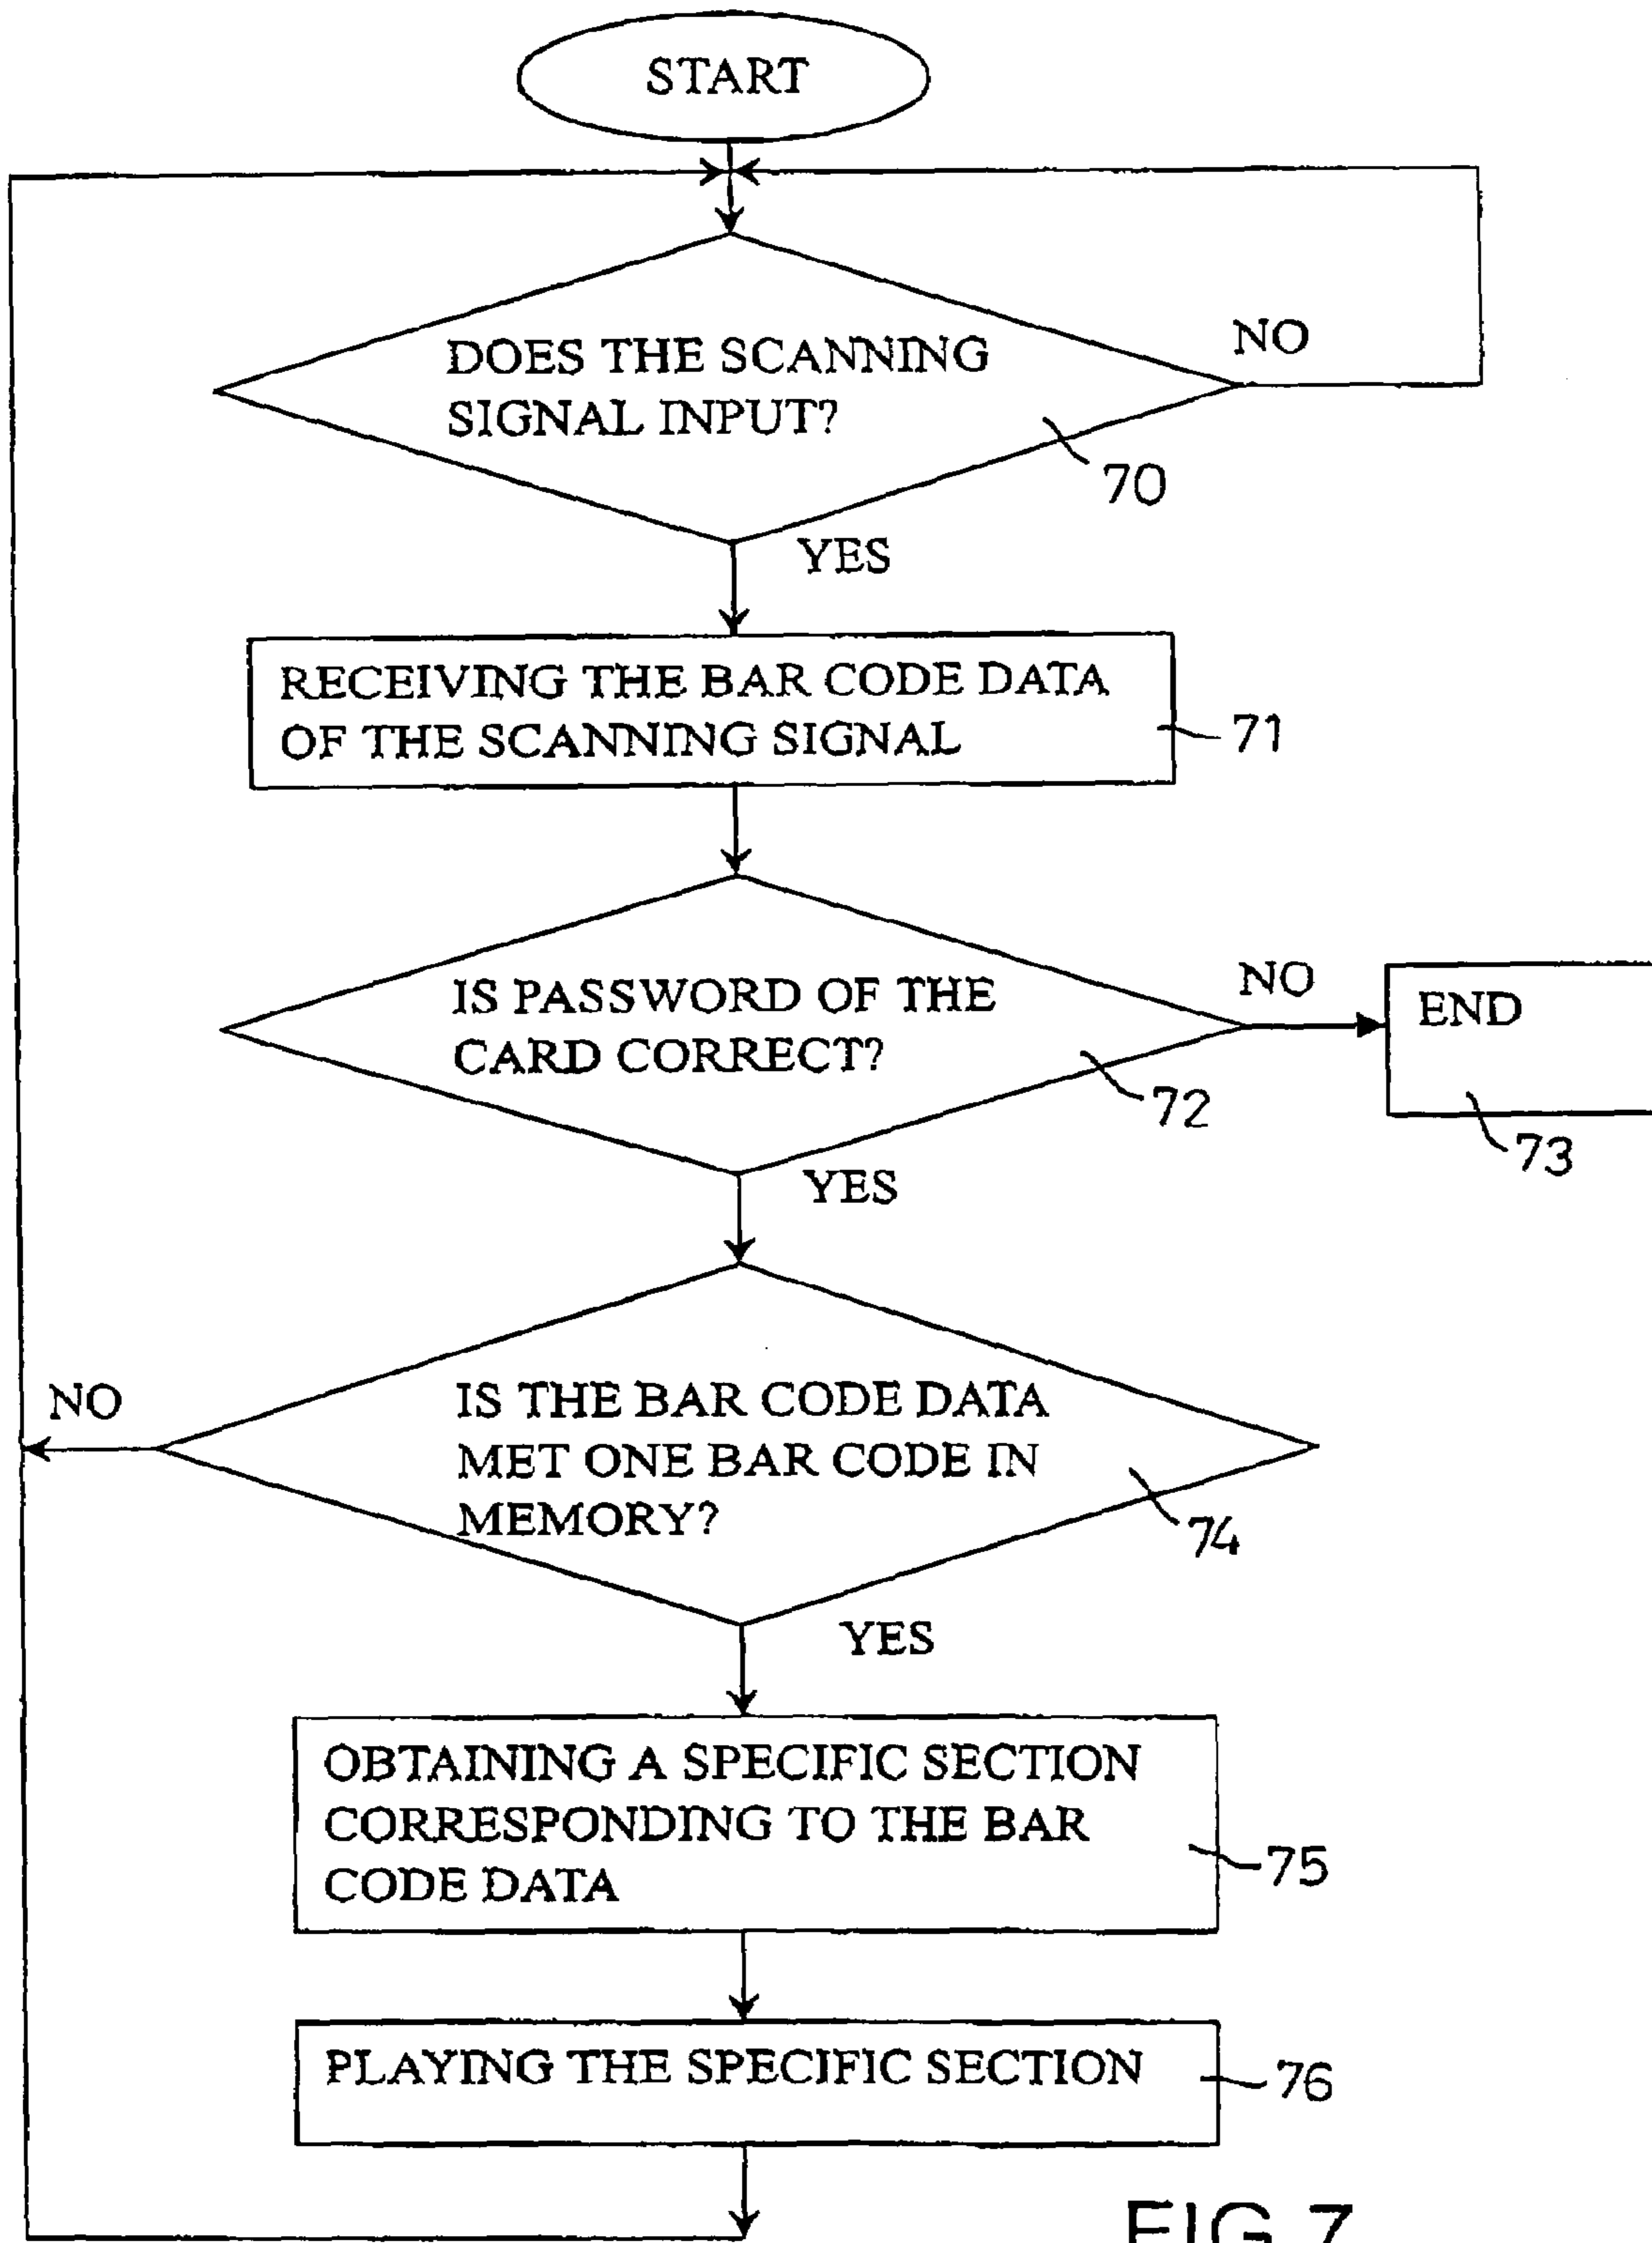 START
DOES THE SCANNING
SIGNAL INPUT?
NO
70
YES
RECEIVING THE BAR CODE DATA
OF THE SCANNING SIGNAL
71
IS PASSWORD OF THE
CARD CORRECT?
NO
END
72
73
YES
NO
IS THE BAR CODE DATA
MET ONE BAR CODE IN
MEMORY?
74
YES
OBTAINING A SPECIFIC SECTION
CORRESPONDING TO THE BAR
CODE DATA
75
PLAYING THE SPECIFIC SECTION
76
FIG 7